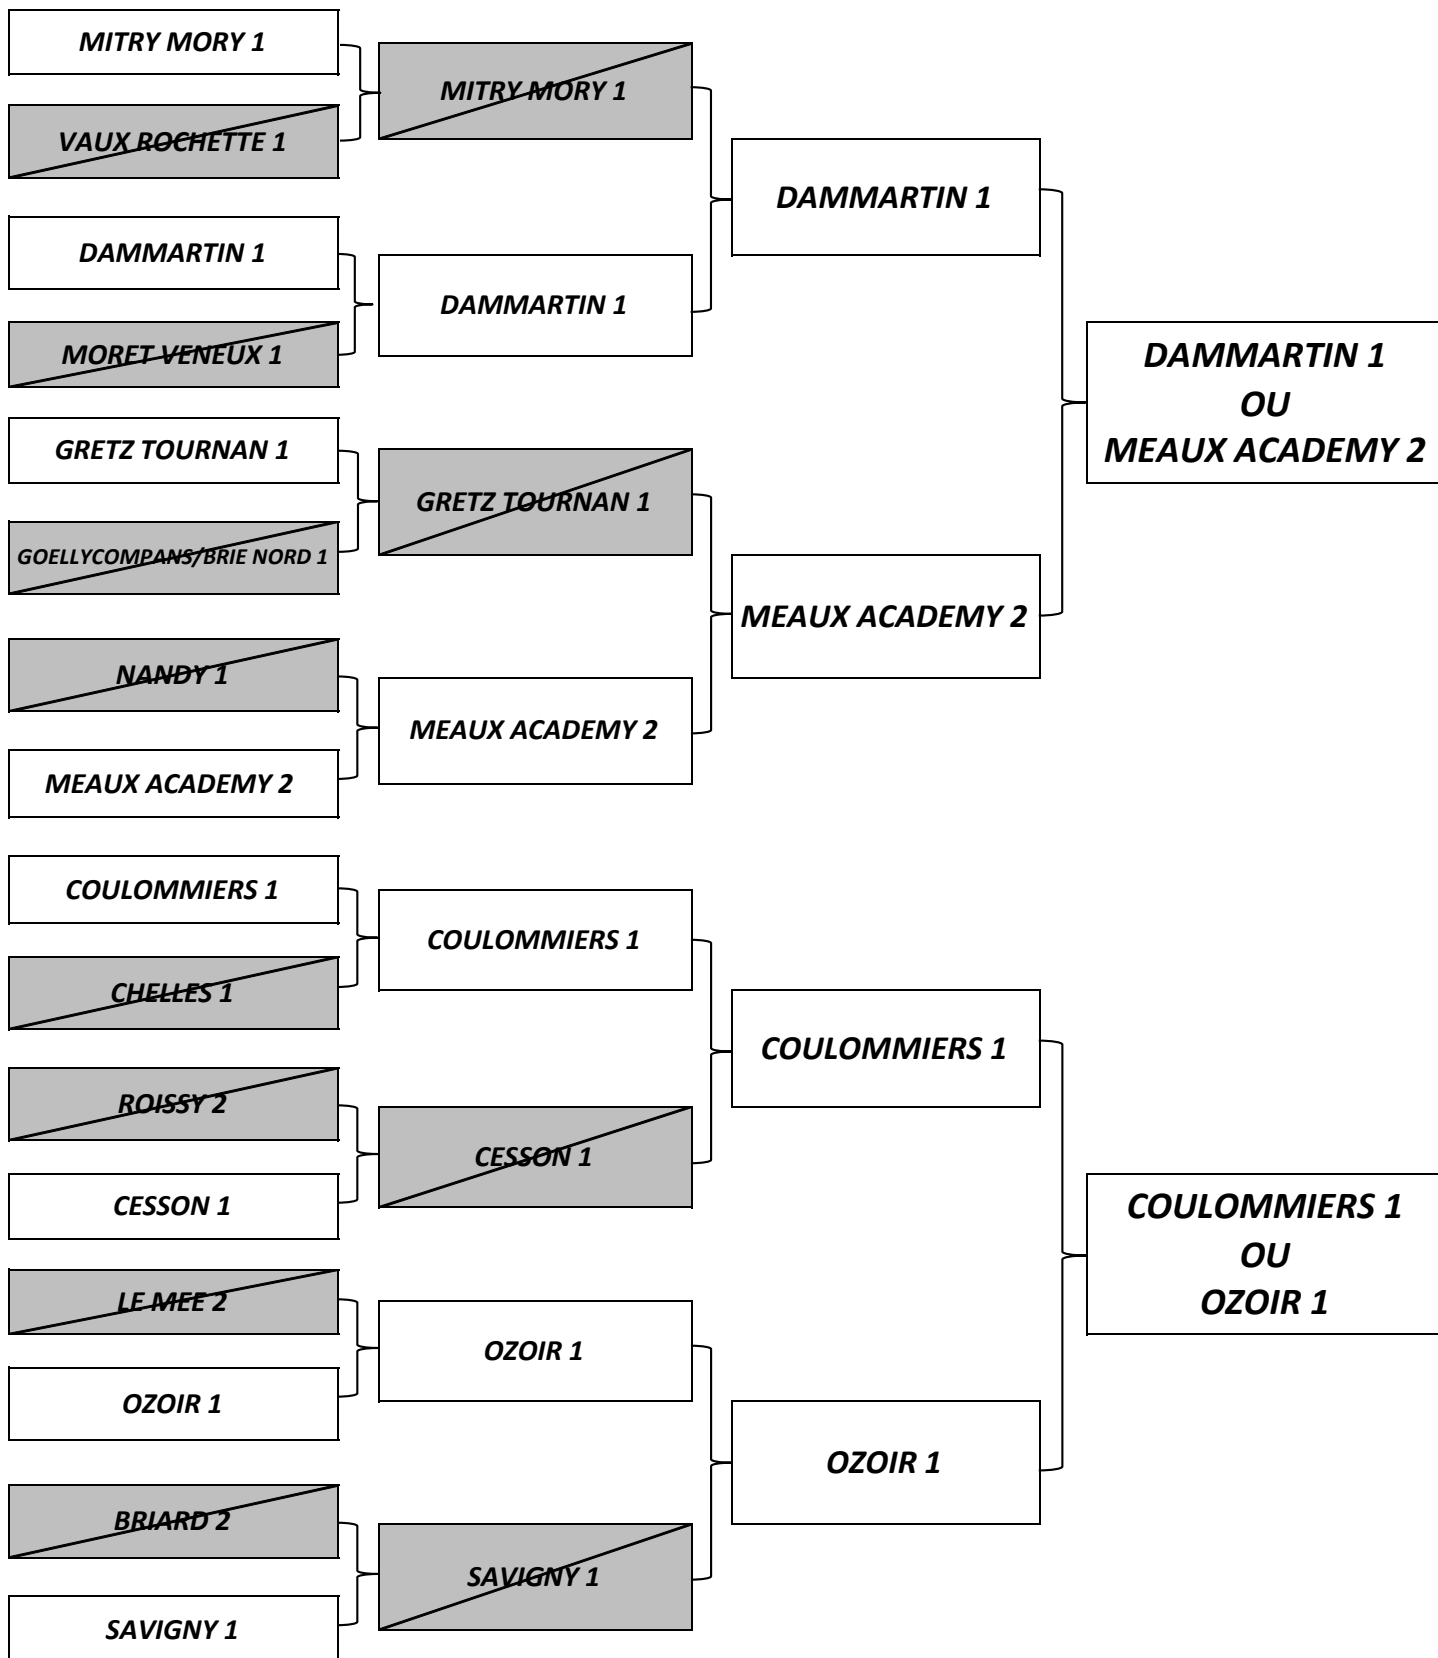 MITRY MORY 1
VAUX ROCHETTE 1
DAMMARTIN 1
MORET VENEUX 1
GRETZ TOURNAN 1
GOELLYCOMPANS/BRIE NORD 1
NANDY 1
MEAUX ACADEMY 2
COULOMMIERS 1
CHELLES 1
ROISSY 2
CESSON 1
LE MEE 2
OZOIR 1
BRIARD 2
SAVIGNY 1
MITRY MORY 1
DAMMARTIN 1
GRETZ TOURNAN 1
MEAUX ACADEMY 2
COULOMMIERS 1
CESSON 1
OZOIR 1
SAVIGNY 1
DAMMARTIN 1
MEAUX ACADEMY 2
COULOMMIERS 1
OZOIR 1
DAMMARTIN 1
OU
MEAUX ACADEMY 2
COULOMMIERS 1
OU
OZOIR 1